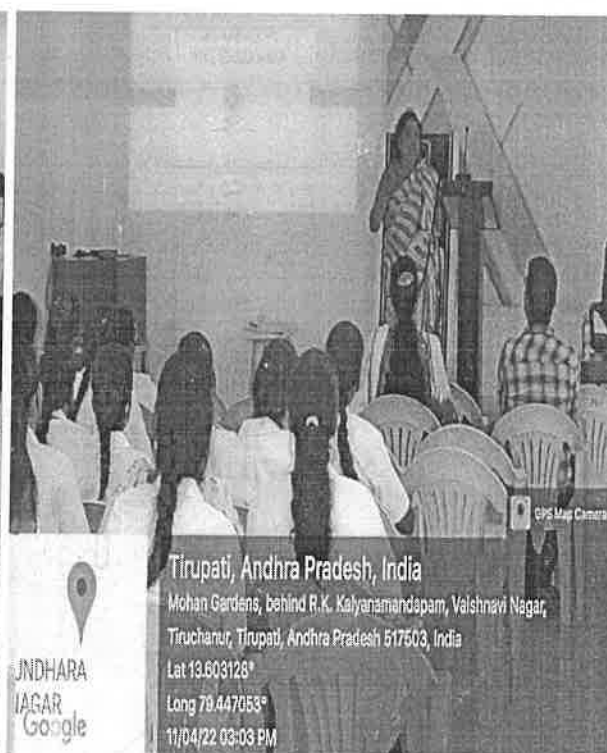 GPS Map Camera
Tirupati, Andhra Pradesh, India
Mohan Gardens, behind R.K. Kalyanamandapam, Vaishnavi Nagar,
Tiruchanur, Tirupati, Andhra Pradesh 517503, India
Lat 13.603128°
Long 79.447053°
11/04/22 03:03 PM
UNDHARA
NAGAR
Google